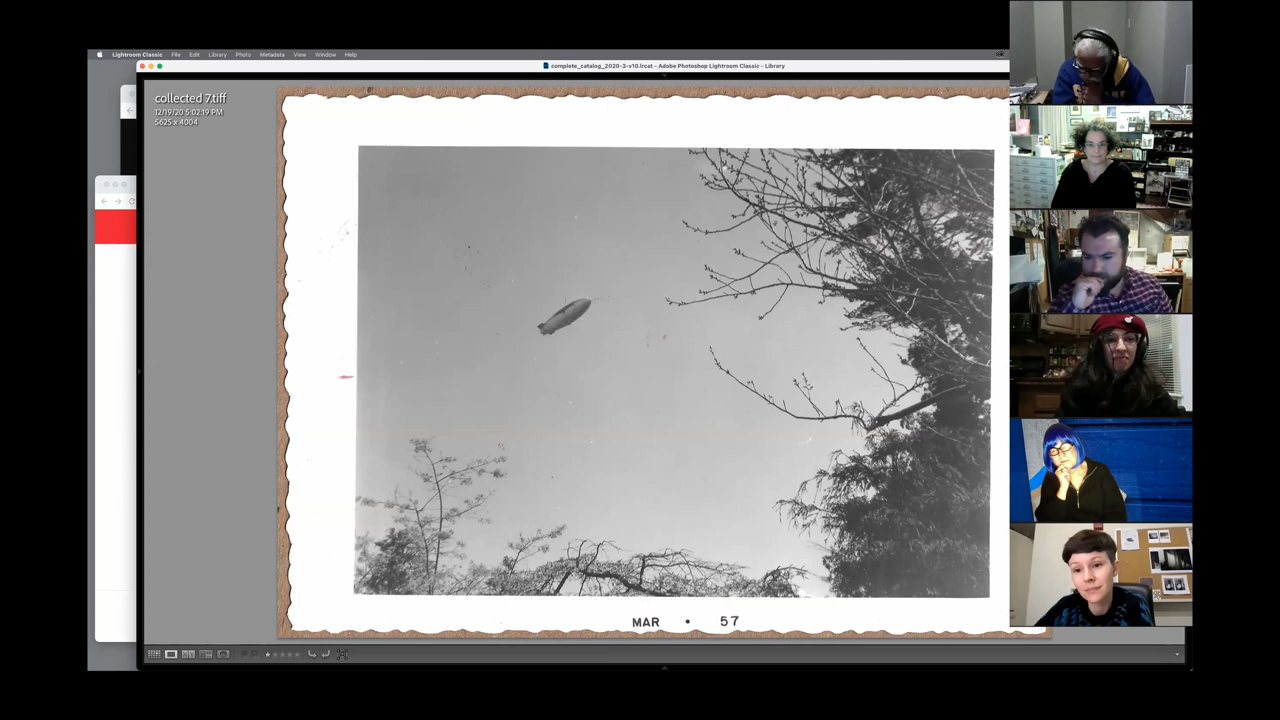 Lightroom Classic File Edit Library Photo Metadata View Window Help
complete_catalog_2020-3-v10.lrcat - Adobe Photoshop Lightroom Classic - Library
collected 7.tiff
12/19/20 5:02:19 PM
5625 x 4004
MAR • 57